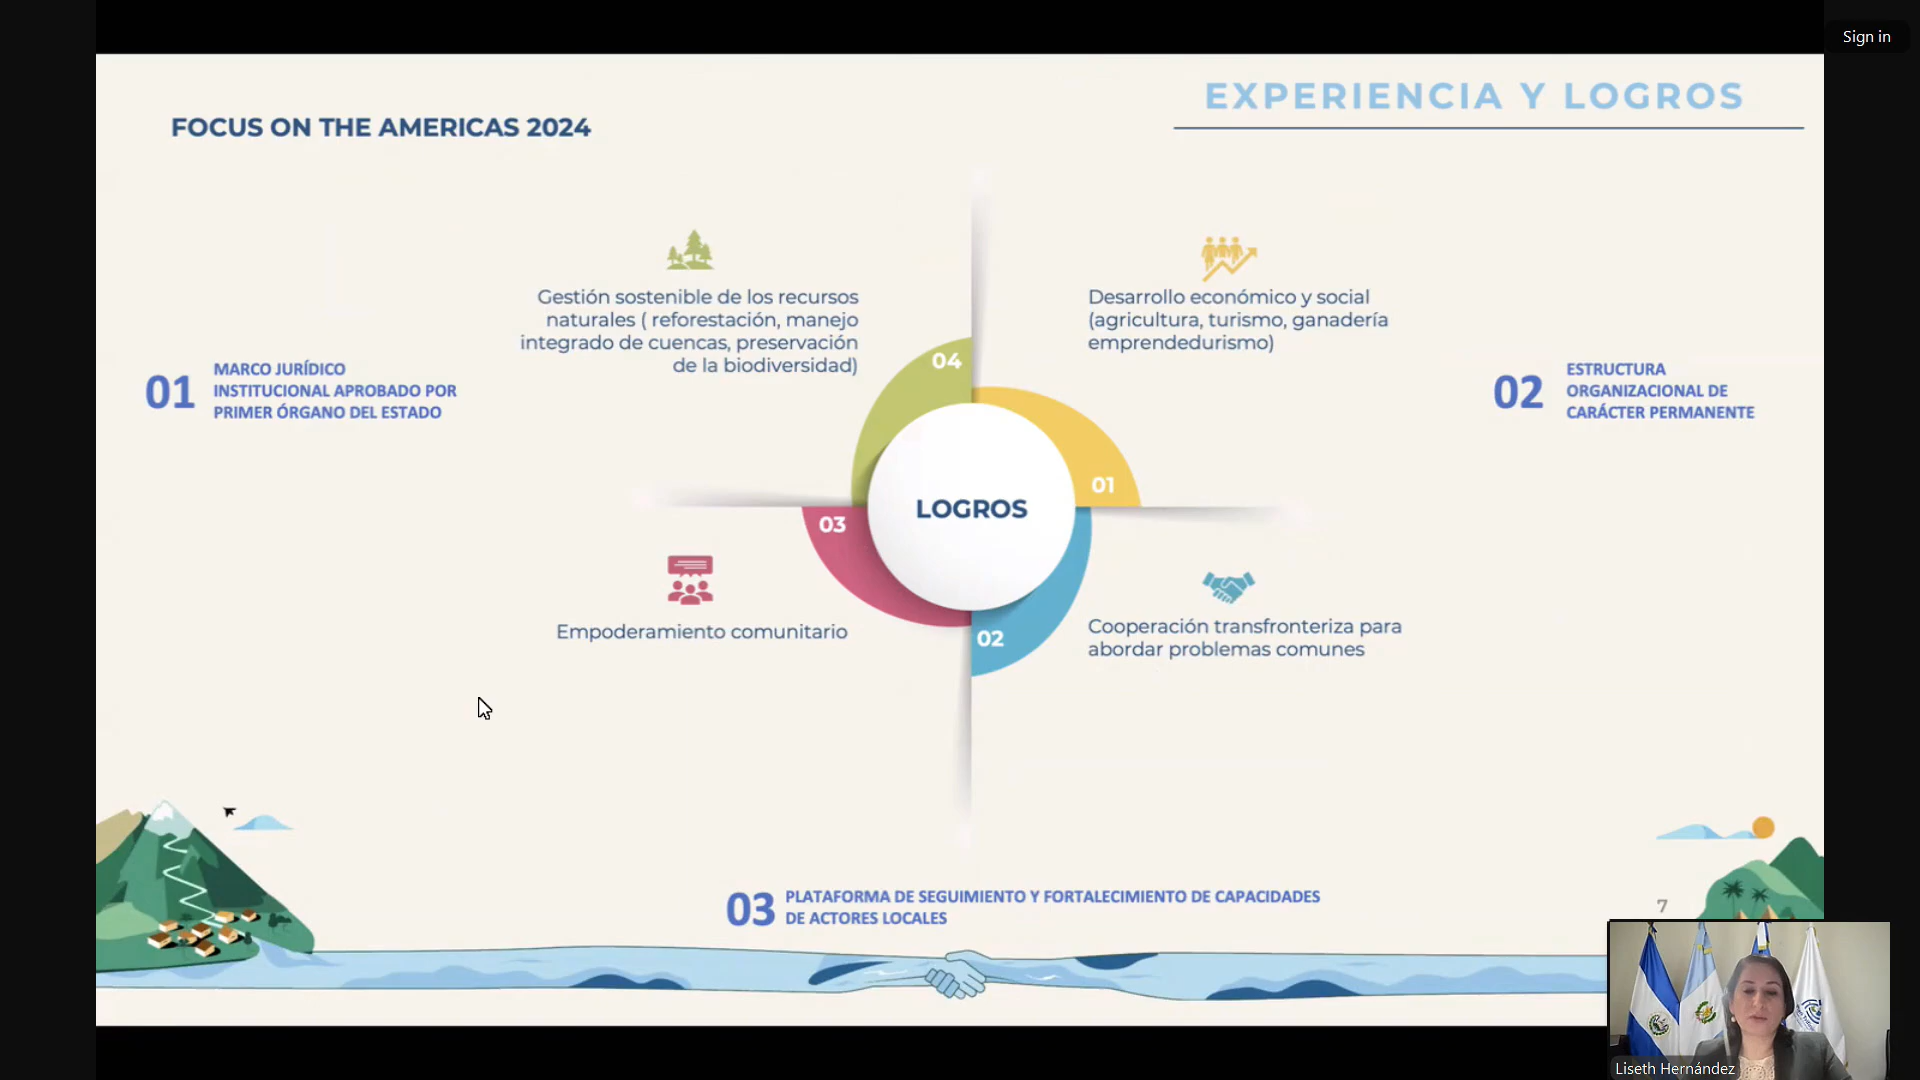 Sign in
EXPERIENCIA Y LOGROS
FOCUS ON THE AMERICAS 2024
Gestión sostenible de los recursos
naturales ( reforestación, manejo
integrado de cuencas, preservación
de la biodiversidad)
Desarrollo económico y social
(agricultura, turismo, ganadería
emprendedurismo)
01
MARCO JURÍDICO
INSTITUCIONAL APROBADO POR
PRIMER ÓRGANO DEL ESTADO
02
ESTRUCTURA
ORGANIZACIONAL DE
CARÁCTER PERMANENTE
04
01
LOGROS
03
02
Empoderamiento comunitario
Cooperación transfronteriza para
abordar problemas comunes
03
PLATAFORMA DE SEGUIMIENTO Y FORTALECIMIENTO DE CAPACIDADES
DE ACTORES LOCALES
7
Liseth Hernández